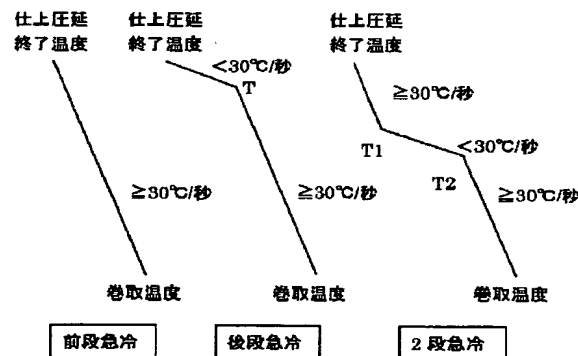 仕上圧延
終了温度
≧30℃/秒
巻取温度
前段急冷
仕上圧延
終了温度
<30℃/秒
T
≧30℃/秒
巻取温度
後段急冷
仕上圧延
終了温度
≧30℃/秒
T1
<30℃/秒
T2
≧30℃/秒
巻取温度
2段急冷